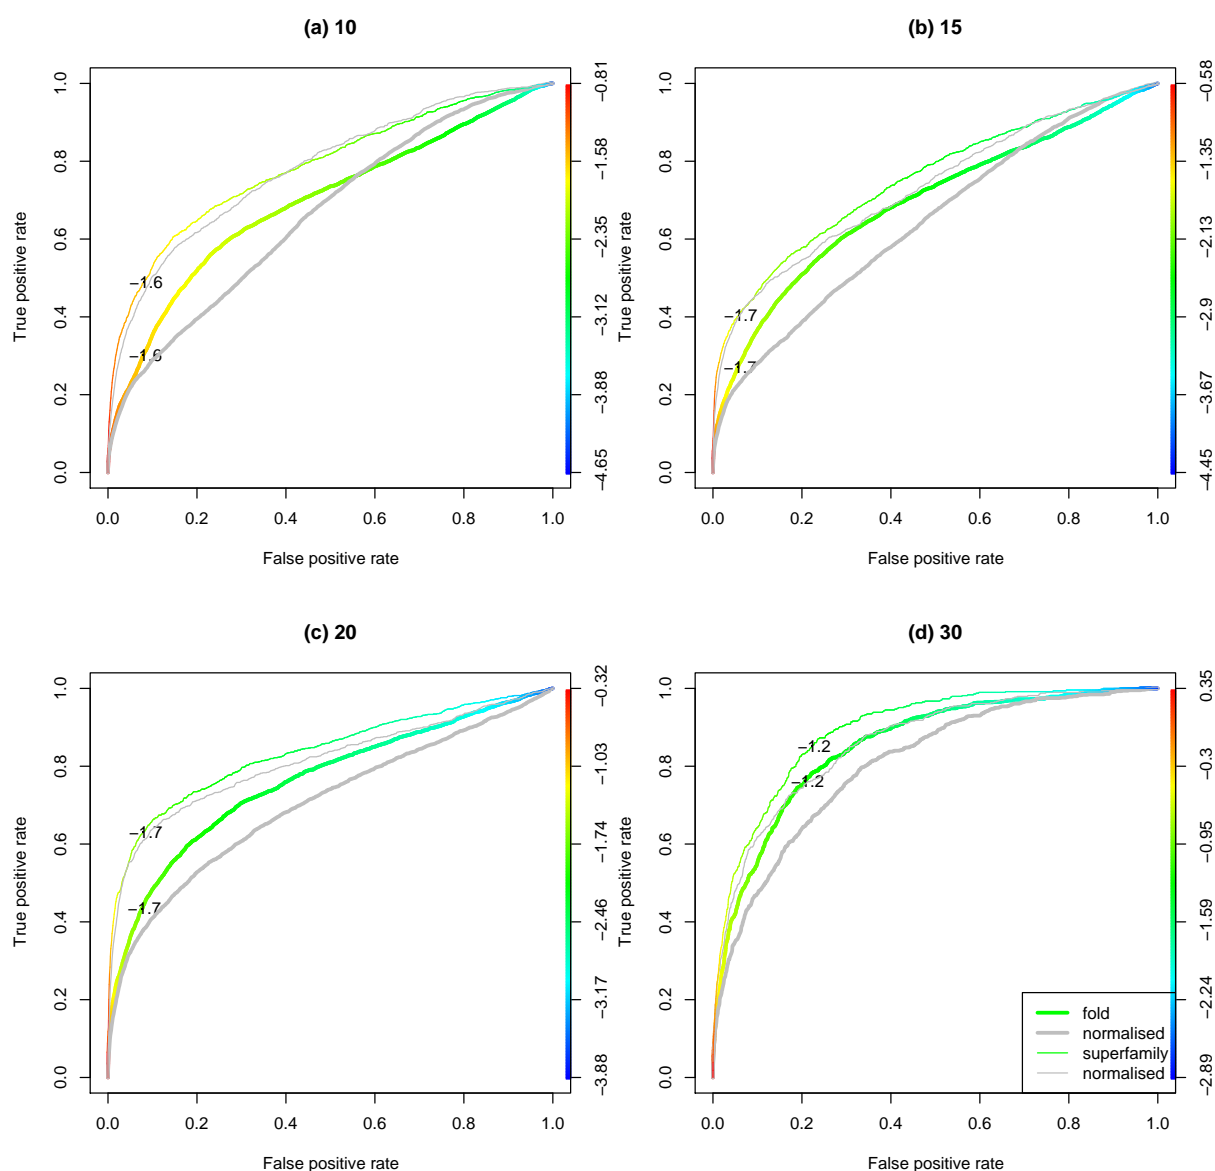 (a) 10
True positive rate
0.0 0.2 0.4 0.6 0.8 1.0
−1.6
−1.6
−0.81
−1.58
−2.35
−3.12
−3.88
−4.65
0.0 0.2 0.4 0.6 0.8 1.0
False positive rate
(b) 15
True positive rate
0.0 0.2 0.4 0.6 0.8 1.0
−1.7
−1.7
−0.58
−1.35
−2.13
−2.9
−3.67
−4.45
0.0 0.2 0.4 0.6 0.8 1.0
False positive rate
(c) 20
True positive rate
0.0 0.2 0.4 0.6 0.8 1.0
−1.7
−1.7
−0.32
−1.03
−1.74
−2.46
−3.17
−3.88
0.0 0.2 0.4 0.6 0.8 1.0
False positive rate
(d) 30
True positive rate
0.0 0.2 0.4 0.6 0.8 1.0
−1.2
−1.2
0.35
−0.3
−0.95
−1.59
−2.24
−2.89
fold
normalised
superfamily
normalised
0.0 0.2 0.4 0.6 0.8 1.0
False positive rate